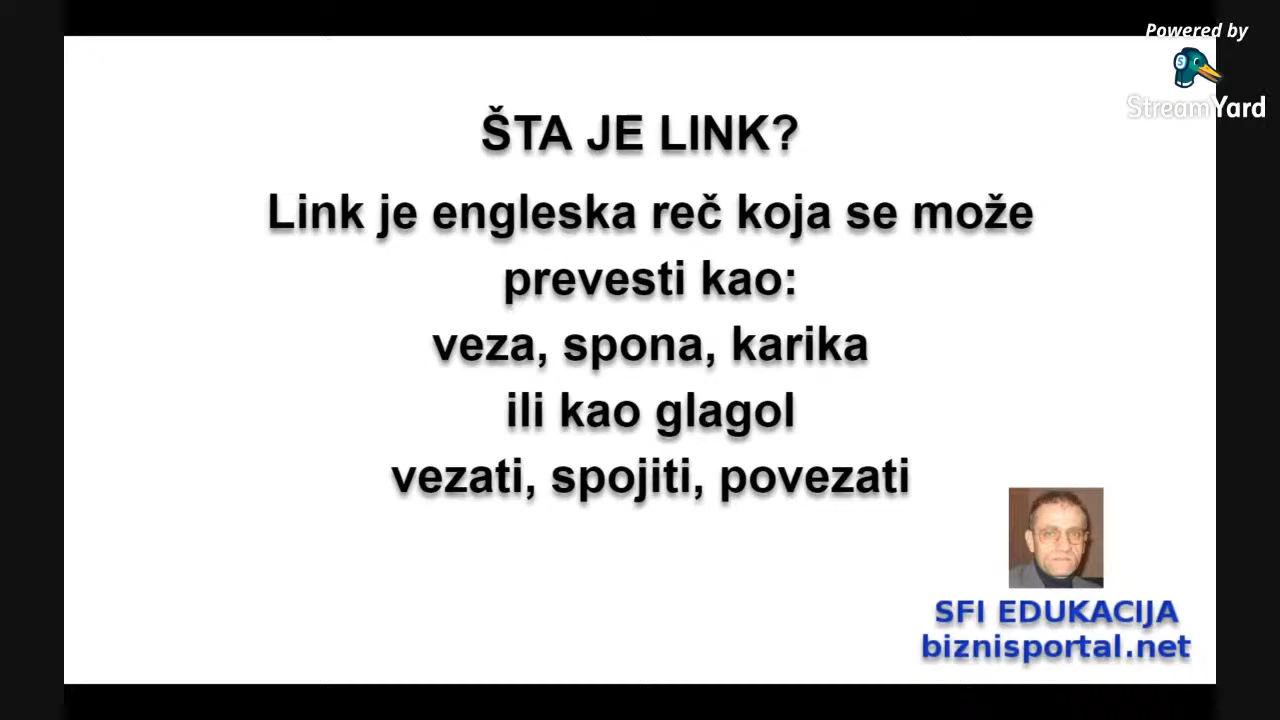 Powered by
StreamYard
ŠTA JE LINK?
Link je engleska reč koja se može
prevesti kao:
veza, spona, karika
ili kao glagol
vezati, spojiti, povezati
SFI EDUKACIJA
biznisportal.net